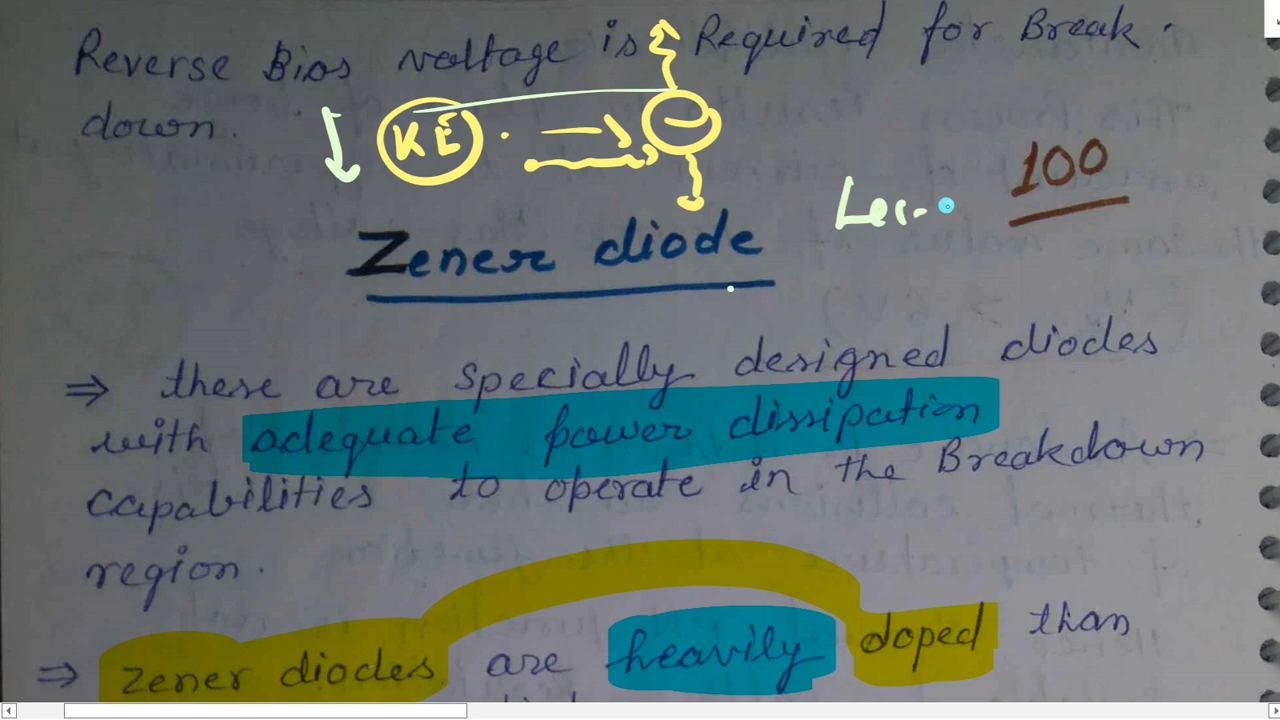 Reverse Bias voltage is Required for Break
down.
KE
100
Zener diode
⇒ these are specially designed diodes
with adequate power dissipation
capabilities to operate in the Breakdown
region.
⇒ zener diodes are heavily doped than